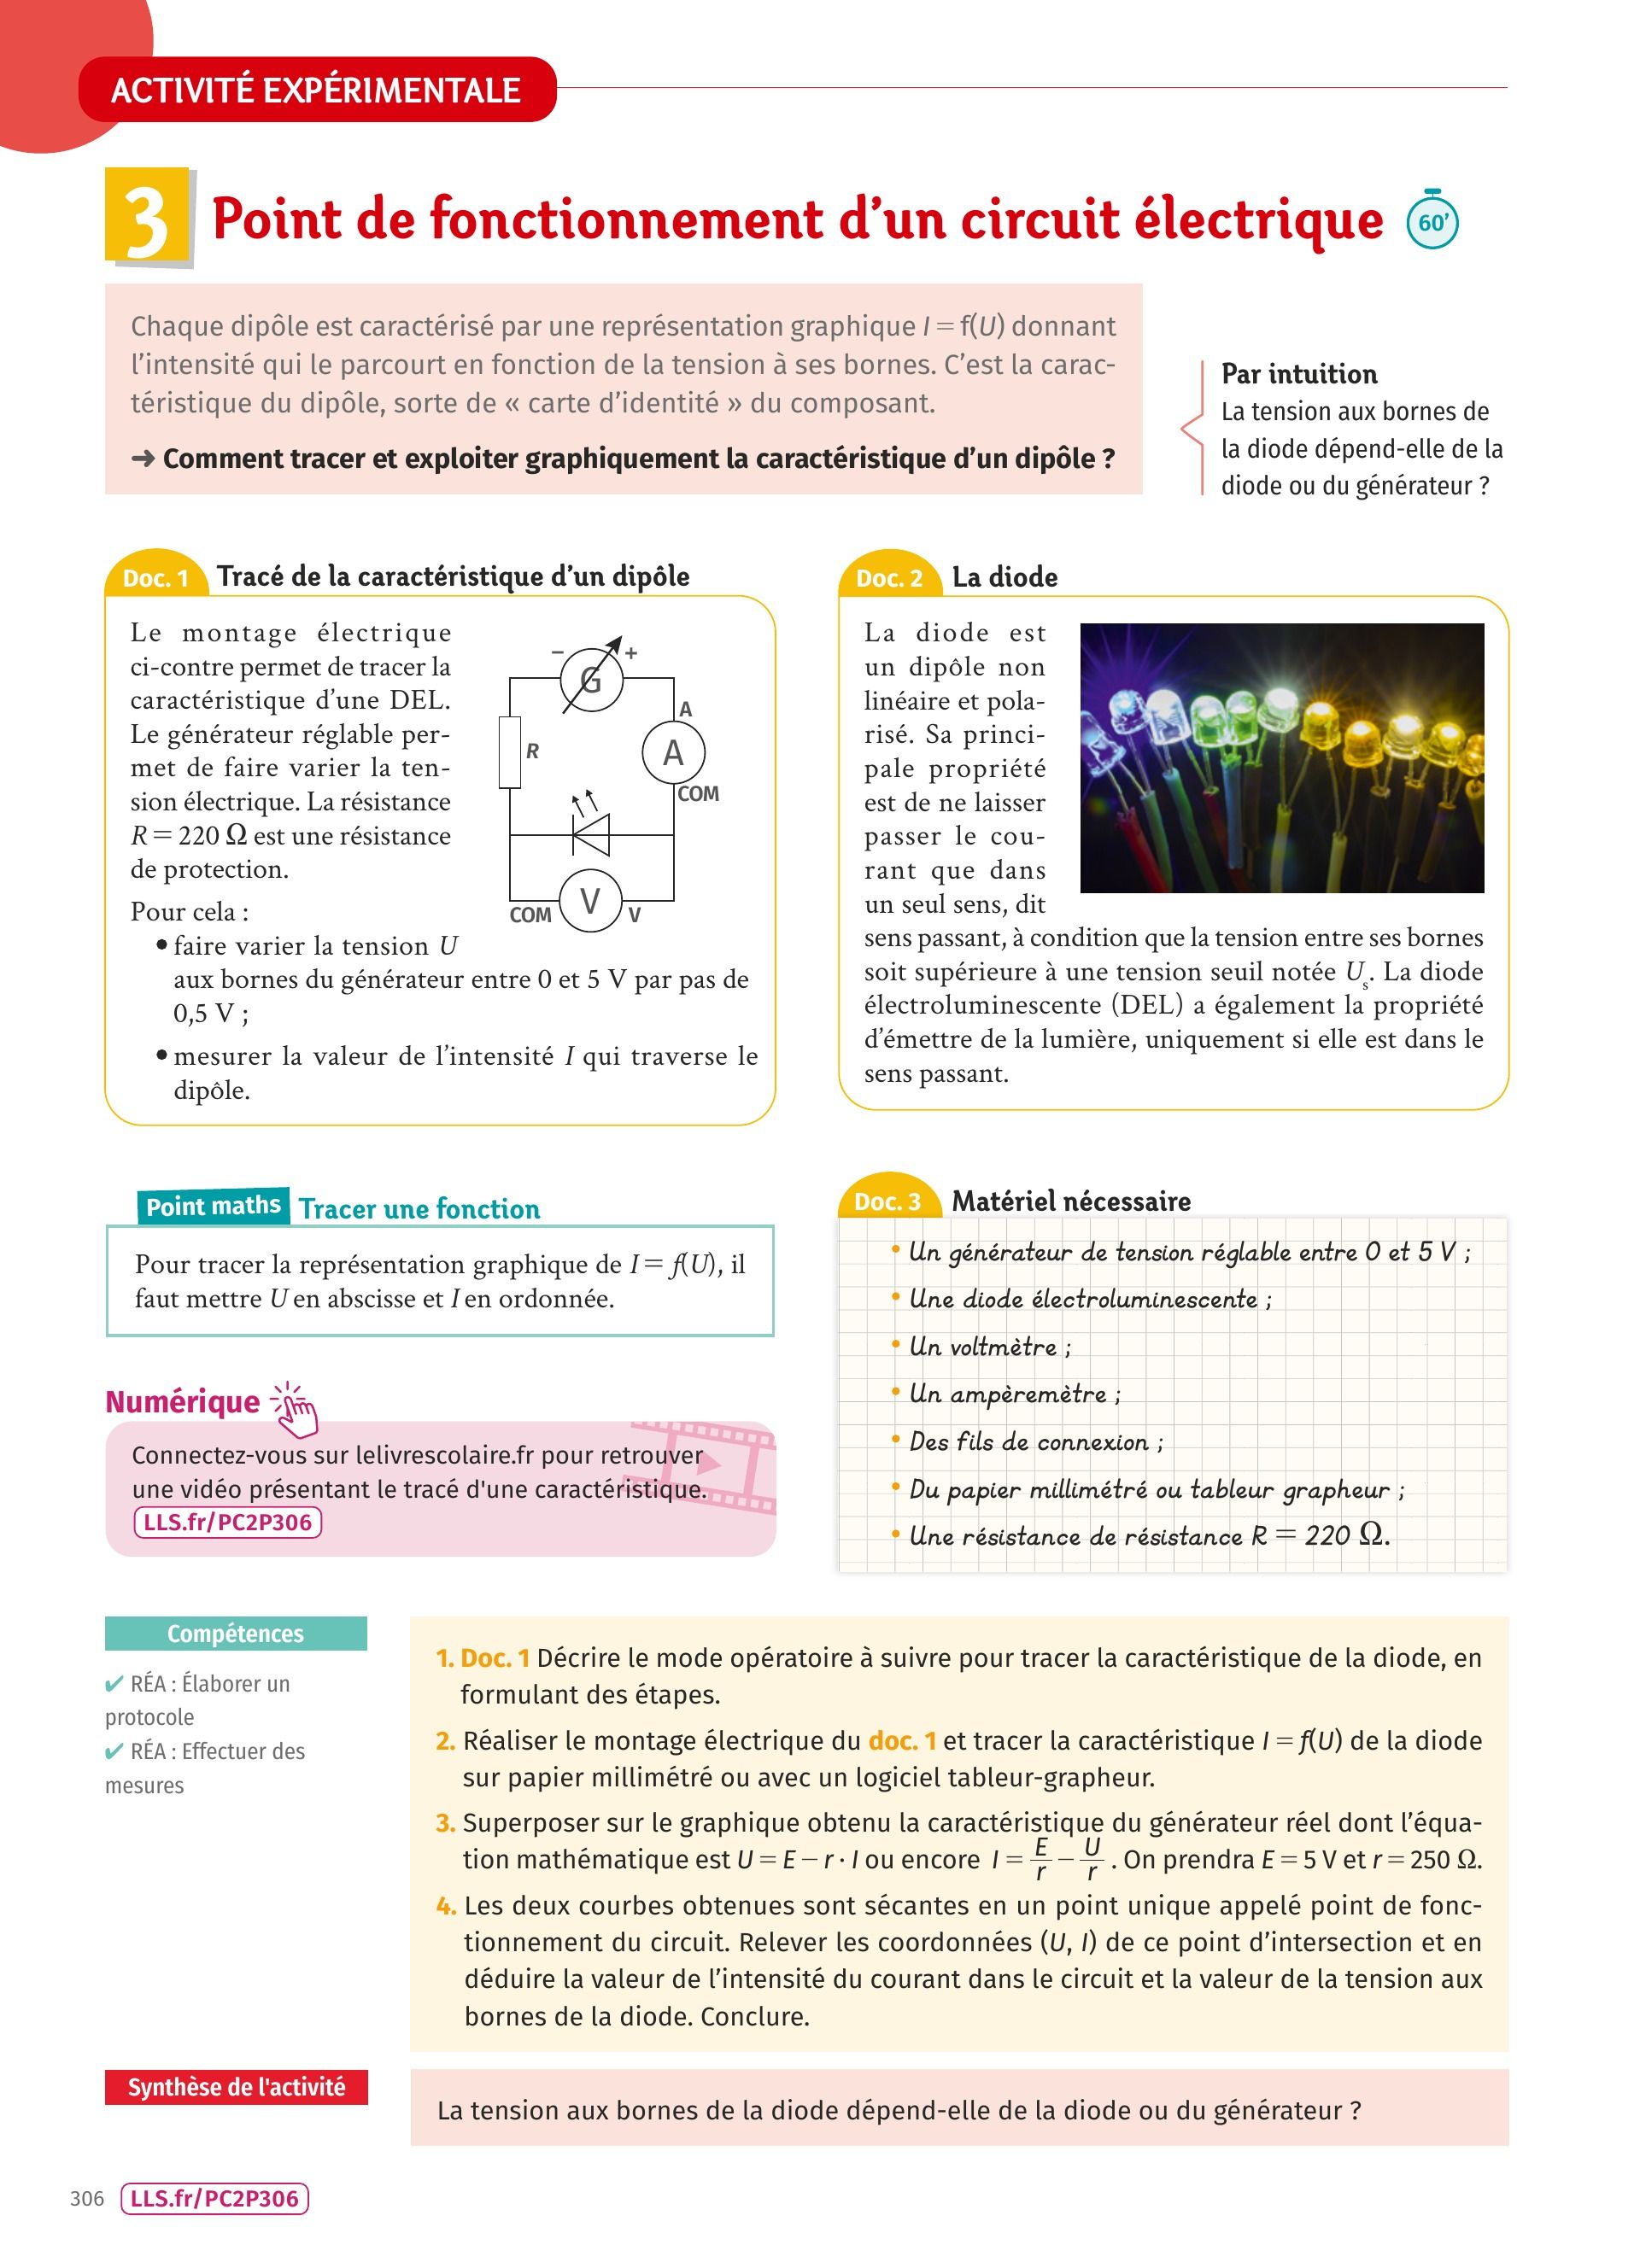 ACTIVITÉ EXPÉRIMENTALE
3 Point de fonctionnement d’un circuit électrique 60’
Chaque dipôle est caractérisé par une représentation graphique I = f(U) donnant
l’intensité qui le parcourt en fonction de la tension à ses bornes. C’est la carac-
téristique du dipôle, sorte de « carte d’identité » du composant.
➜ Comment tracer et exploiter graphiquement la caractéristique d’un dipôle ?
Par intuition
La tension aux bornes de
la diode dépend-elle de la
diode ou du générateur ?
Doc. 1 Tracé de la caractéristique d’un dipôle
Le montage électrique
ci-contre permet de tracer la
caractéristique d’une DEL.
Le générateur réglable per-
met de faire varier la ten-
sion électrique. La résistance
R = 220 Ω est une résistance
de protection.
Pour cela :
• faire varier la tension U
aux bornes du générateur entre 0 et 5 V par pas de
0,5 V ;
• mesurer la valeur de l’intensité I qui traverse le
dipôle.
− G +
A
R A
COM
COM V V
Doc. 2 La diode
La diode est
un dipôle non
linéaire et pola-
risé. Sa princi-
pale propriété
est de ne laisser
passer le cou-
rant que dans
un seul sens, dit
sens passant, à condition que la tension entre ses bornes
soit supérieure à une tension seuil notée Us. La diode
électroluminescente (DEL) a également la propriété
d’émettre de la lumière, uniquement si elle est dans le
sens passant.
Point maths Tracer une fonction
Pour tracer la représentation graphique de I = f(U), il
faut mettre U en abscisse et I en ordonnée.
Numérique
Connectez-vous sur lelivrescolaire.fr pour retrouver
une vidéo présentant le tracé d'une caractéristique.
LLS.fr/PC2P306
Doc. 3 Matériel nécessaire
• Un générateur de tension réglable entre 0 et 5 V ;
• Une diode électroluminescente ;
• Un voltmètre ;
• Un ampèremètre ;
• Des fils de connexion ;
• Du papier millimétré ou tableur grapheur ;
• Une résistance de résistance R = 220 Ω.
Compétences
✔ RÉA : Élaborer un
protocole
✔ RÉA : Effectuer des
mesures
1. Doc. 1 Décrire le mode opératoire à suivre pour tracer la caractéristique de la diode, en
formulant des étapes.
2. Réaliser le montage électrique du doc. 1 et tracer la caractéristique I = f(U) de la diode
sur papier millimétré ou avec un logiciel tableur-grapheur.
3. Superposer sur le graphique obtenu la caractéristique du générateur réel dont l’équa-
tion mathématique est U = E − r · I ou encore I = E/r − U/r . On prendra E = 5 V et r = 250 Ω.
4. Les deux courbes obtenues sont sécantes en un point unique appelé point de fonc-
tionnement du circuit. Relever les coordonnées (U, I) de ce point d’intersection et en
déduire la valeur de l’intensité du courant dans le circuit et la valeur de la tension aux
bornes de la diode. Conclure.
Synthèse de l'activité
La tension aux bornes de la diode dépend-elle de la diode ou du générateur ?
306 LLS.fr/PC2P306